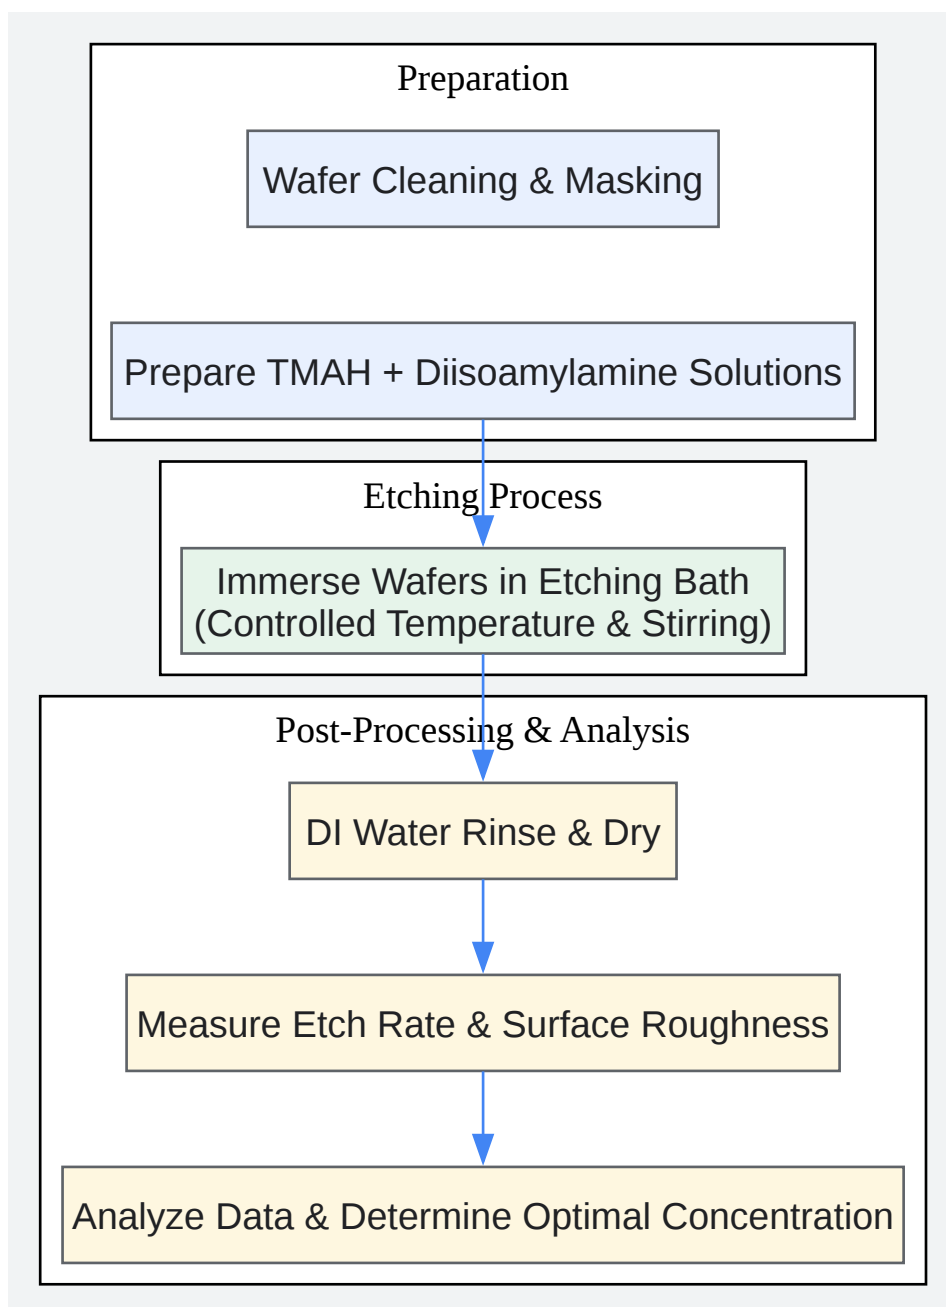 Preparation
Wafer Cleaning & Masking
Prepare TMAH + Diisoamylamine Solutions
Etching Process
Immerse Wafers in Etching Bath
(Controlled Temperature & Stirring)
Post-Processing & Analysis
DI Water Rinse & Dry
Measure Etch Rate & Surface Roughness
Analyze Data & Determine Optimal Concentration